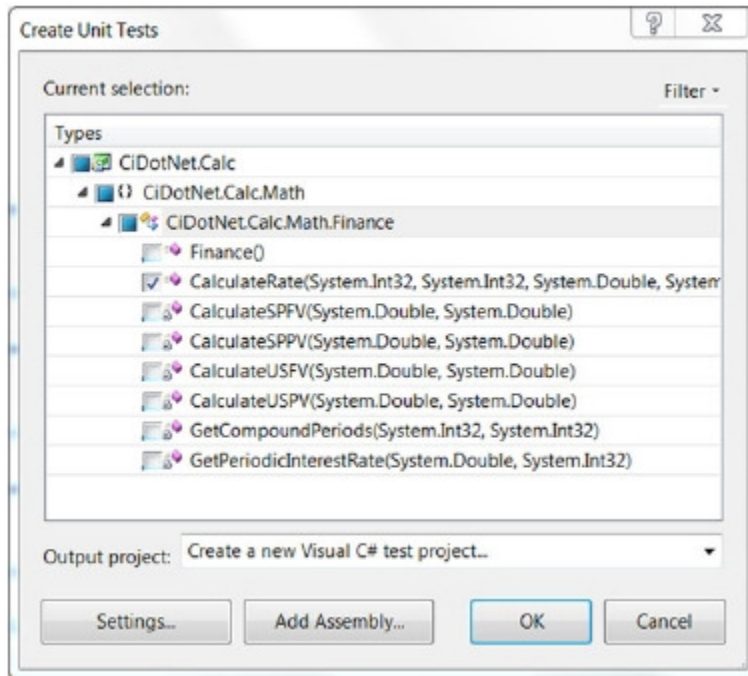 Create Unit Tests
Current selection:
Filter
Types
CiDotNet.Calc
{} CiDotNet.Calc.Math
CiDotNet.Calc.Math.Finance
Finance()
CalculateRate(System.Int32, System.Int32, System.Double, System
CalculateSPFV(System.Double, System.Double)
CalculateSPPV(System.Double, System.Double)
CalculateUSFV(System.Double, System.Double)
CalculateUSPV(System.Double, System.Double)
GetCompoundPeriods(System.Int32, System.Int32)
GetPeriodicInterestRate(System.Double, System.Int32)
Output project: Create a new Visual C# test project...
Settings... Add Assembly... OK Cancel